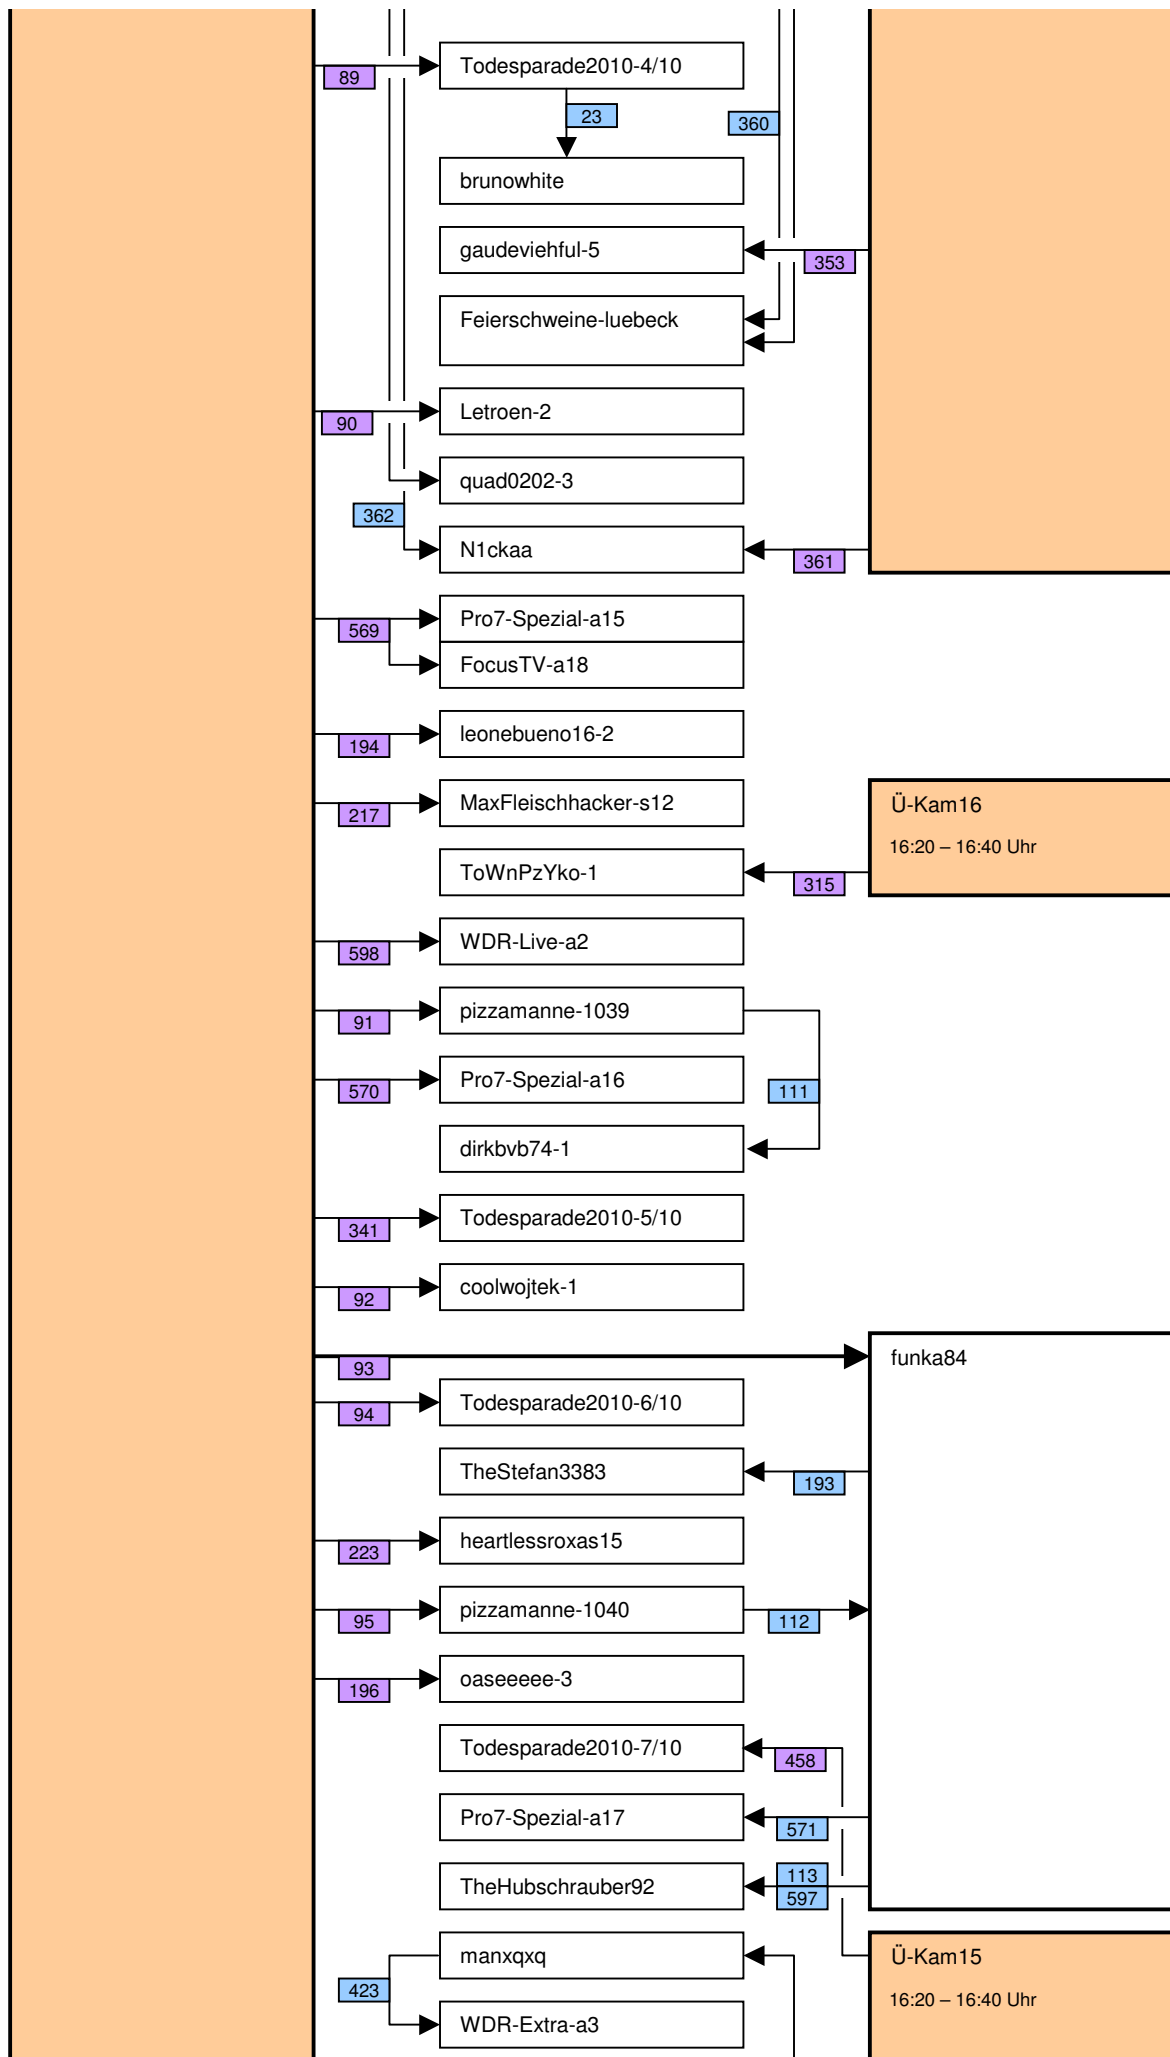 Todesparade2010-4/10
89
23
360
brunowhite
gaudeviehful-5
353
Feierschweine-luebeck
Letroen-2
90
quad0202-3
362
N1ckaa
361
Pro7-Spezial-a15
569
FocusTV-a18
leonebueno16-2
194
MaxFleischhacker-s12
217
Ü-Kam16
16:20 – 16:40 Uhr
ToWnPzYko-1
315
WDR-Live-a2
598
pizzamanne-1039
91
Pro7-Spezial-a16
570
111
dirkbvb74-1
Todesparade2010-5/10
341
coolwojtek-1
92
funka84
93
Todesparade2010-6/10
94
TheStefan3383
193
heartlessroxas15
223
pizzamanne-1040
95
112
oaseeeee-3
196
Todesparade2010-7/10
458
Pro7-Spezial-a17
571
113
TheHubschrauber92
597
manxqxq
Ü-Kam15
423
16:20 – 16:40 Uhr
WDR-Extra-a3